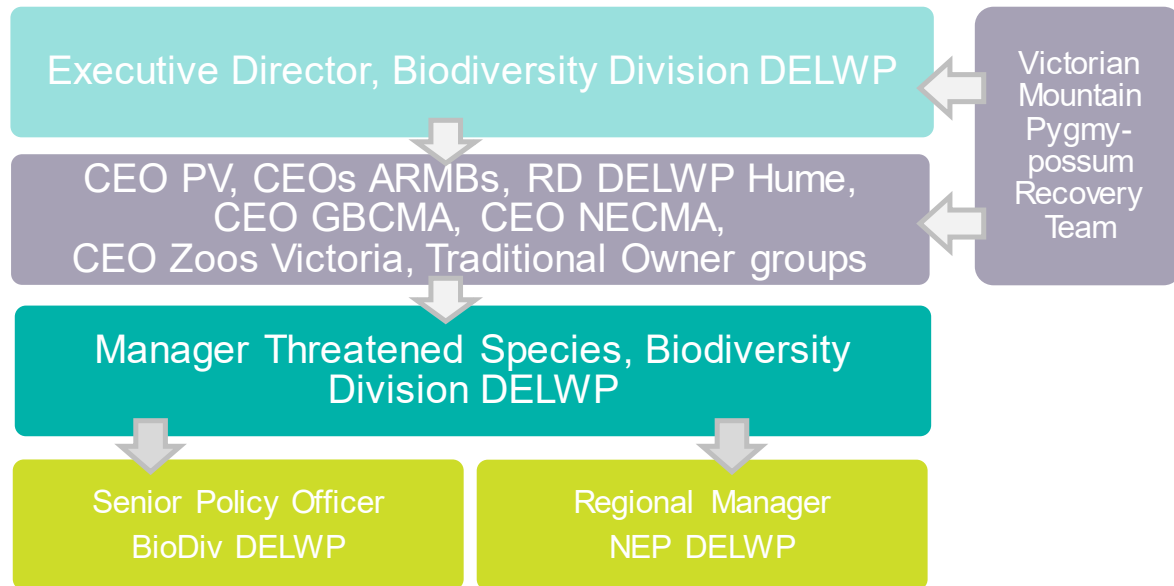 Executive Director, Biodiversity Division DELWP
Victorian
Mountain
Pygmy-
possum
Recovery
Team
CEO PV, CEOs ARMBs, RD DELWP Hume,
CEO GBCMA, CEO NECMA,
CEO Zoos Victoria, Traditional Owner groups
Manager Threatened Species, Biodiversity
Division DELWP
Senior Policy Officer
BioDiv DELWP
Regional Manager
NEP DELWP